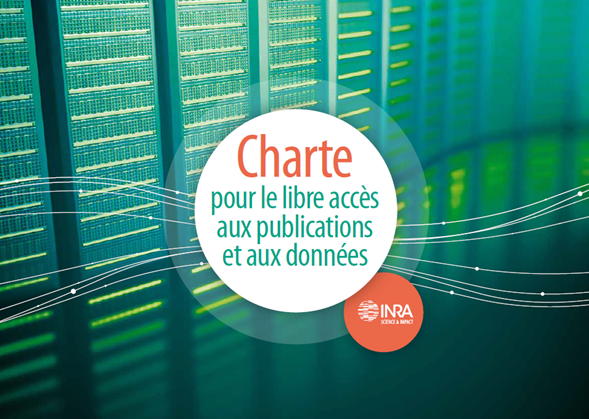 Charte
pour le libre accès
aux publications
et aux données
INRA
SCIENCE & IMPACT